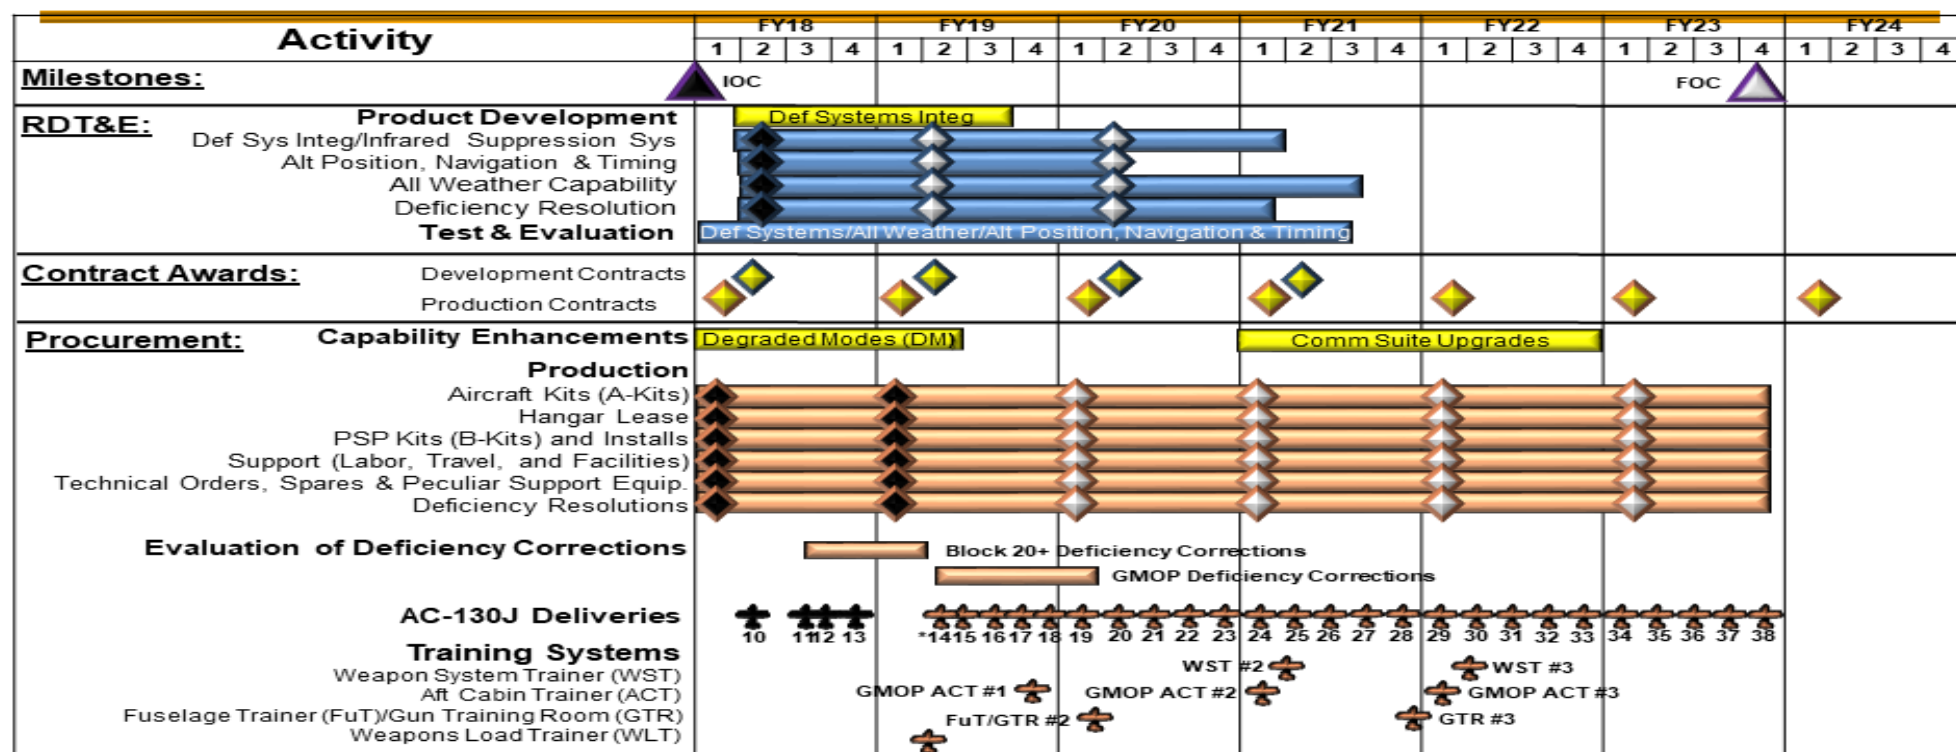 FY18 FY19 FY20 FY21 FY22 FY23 FY24
Activity
1 2 3 4 1 2 3 4 1 2 3 4 1 2 3 4 1 2 3 4 1 2 3 4 1 2 3 4
Milestones: IOC FOC
RDT&E: Product Development Def Systems Integ
Def Sys Integ/Infrared Suppression Sys
Alt Position, Navigation & Timing
All Weather Capability
Deficiency Resolution
Test & Evaluation Def Systems/All Weather/Alt Position, Navigation & Timing
Contract Awards: Development Contracts
Production Contracts
Procurement: Capability Enhancements Degraded Modes (DM) Comm Suite Upgrades
Production
Aircraft Kits (A-Kits)
Hangar Lease
PSP Kits (B-Kits) and Installs
Support (Labor, Travel, and Facilities)
Technical Orders, Spares & Peculiar Support Equip.
Deficiency Resolutions
Evaluation of Deficiency Corrections Block 20+ Deficiency Corrections
GMOP Deficiency Corrections
AC-130J Deliveries
10 11 12 13 *14 15 16 17 18 19 20 21 22 23 24 25 26 27 28 29 30 31 32 33 34 35 36 37 38
Training Systems
Weapon System Trainer (WST) WST #2 WST #3
Aft Cabin Trainer (ACT) GMOP ACT #1 GMOP ACT #2 GMOP ACT #3
Fuselage Trainer (FuT)/Gun Training Room (GTR) FuT/GTR #2 GTR #3
Weapons Load Trainer (WLT)